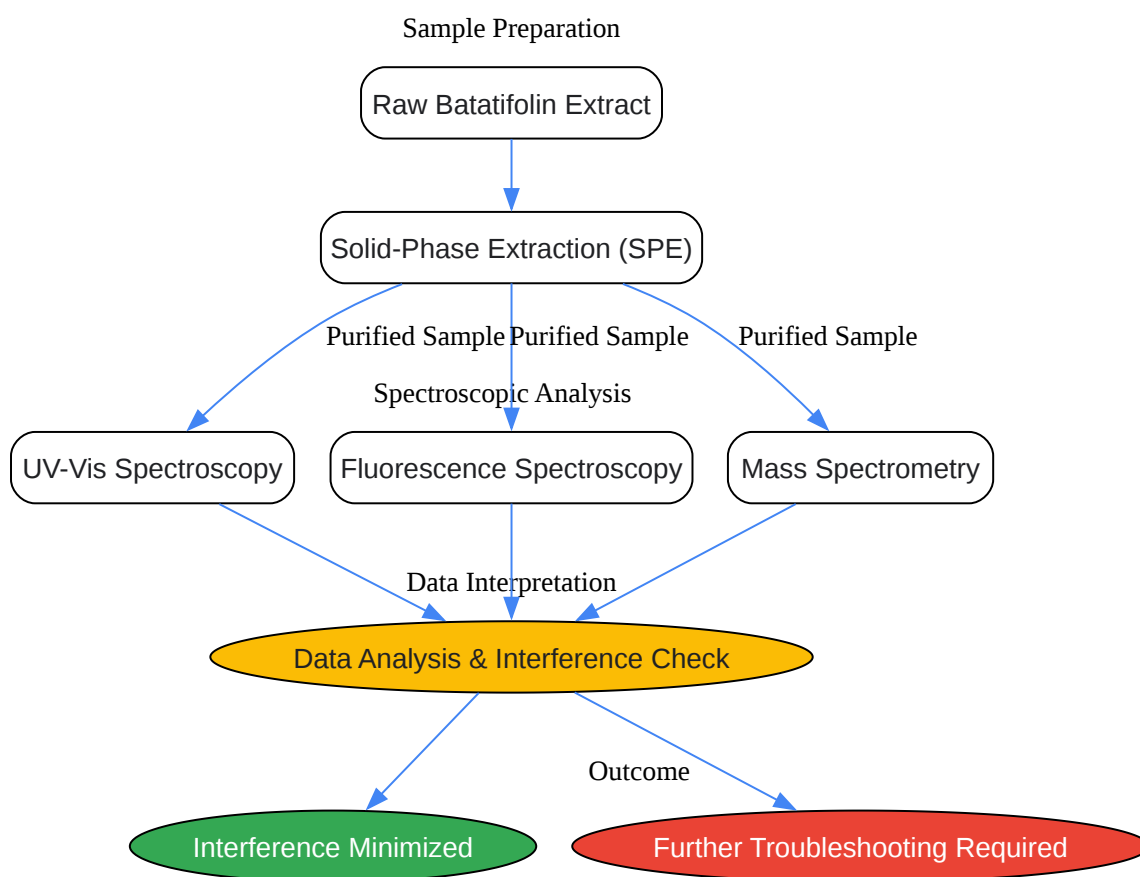 Sample Preparation
Raw Batatifolin Extract
Solid-Phase Extraction (SPE)
Purified Sample
Purified Sample
Purified Sample
Spectroscopic Analysis
UV-Vis Spectroscopy
Fluorescence Spectroscopy
Mass Spectrometry
Data Interpretation
Data Analysis & Interference Check
Outcome
Interference Minimized
Further Troubleshooting Required